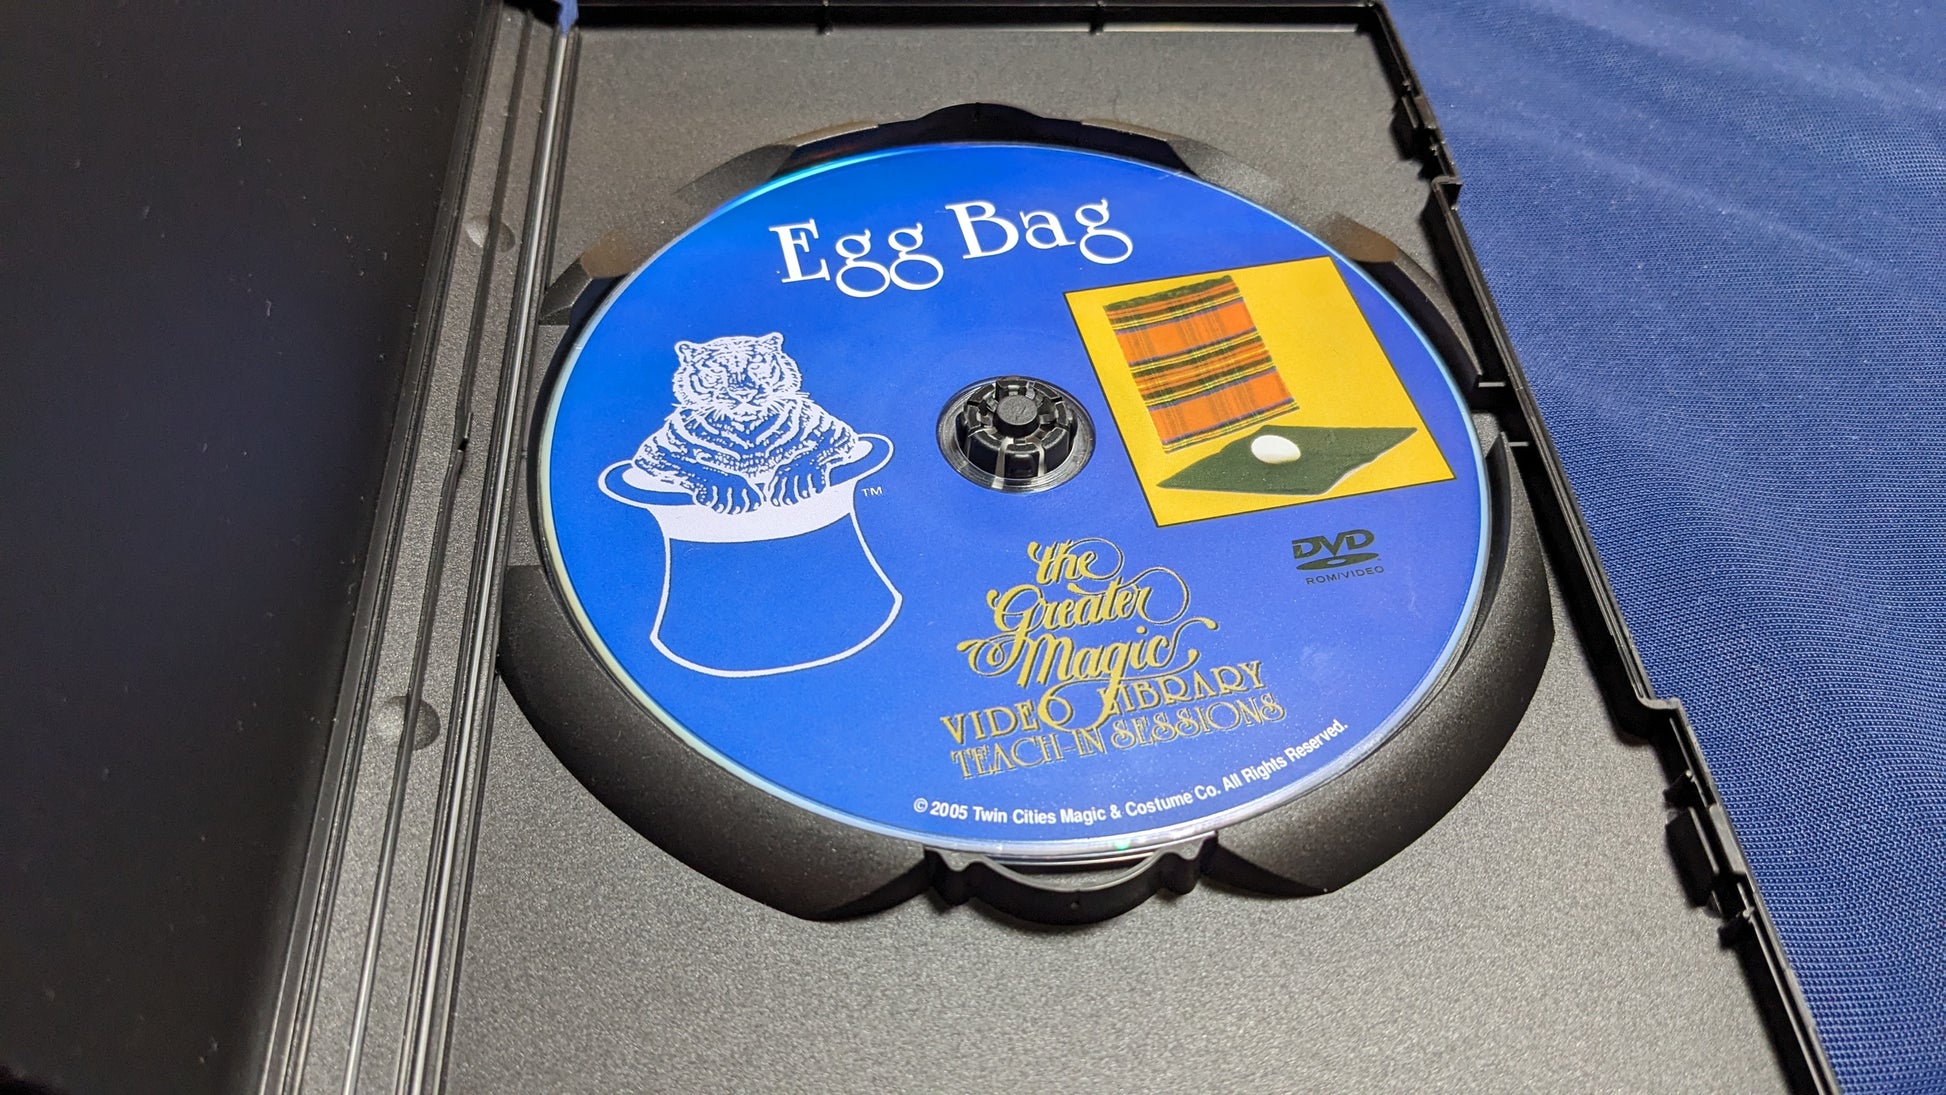 Egg Bag
TM
DVD
ROM/VIDEO
the
Greater
Magic
VIDEO LIBRARY
TEACH-IN SESSIONS
© 2005 Twin Cities Magic & Costume Co. All Rights Reserved.